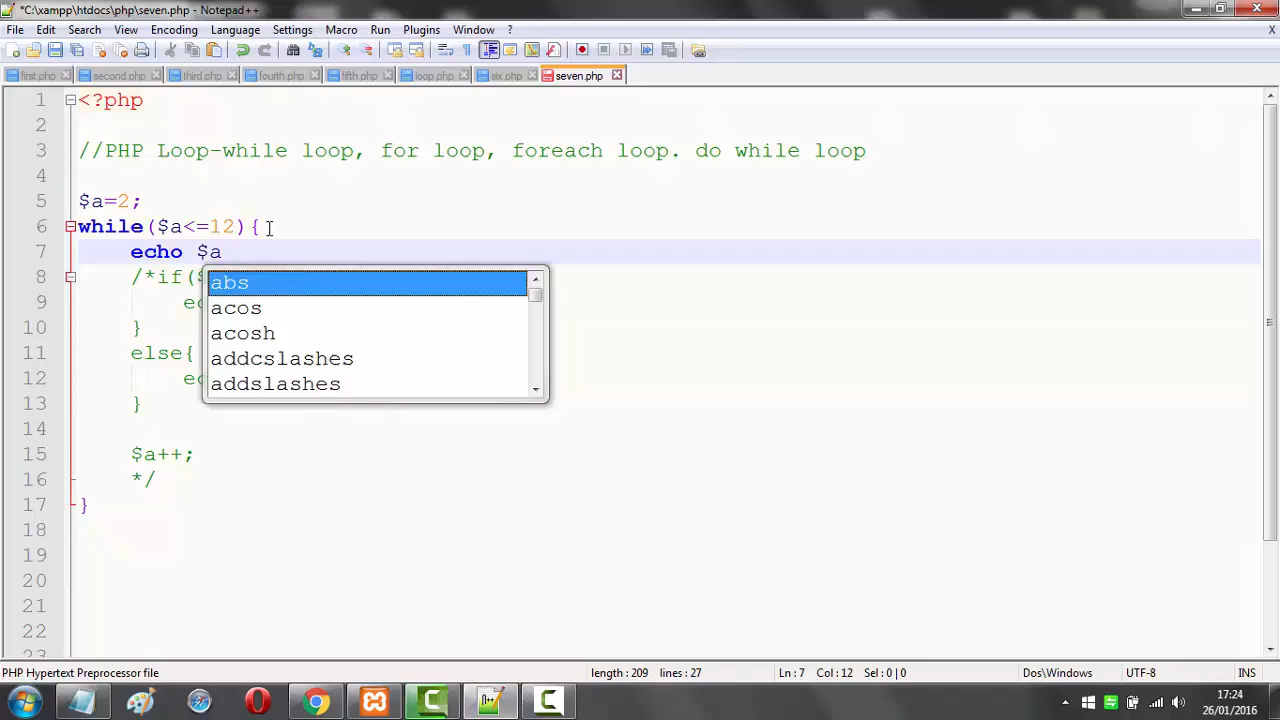 *C:\xampp\htdocs\php\seven.php - Notepad++
File Edit Search View Encoding Language Settings Macro Run Plugins Window ? X
first.php second.php third.php fourth.php fifth.php loop.php six.php seven.php
1 <?php
2
3 //PHP Loop-while loop, for loop, foreach loop. do while loop
4
5 $a=2;
6 while($a<=12){
7 echo $a
8 /*if(
abs
9 ec
acos
10 }
acosh
11 else{
addcslashes
12 ec
addslashes
13 }
14
15 $a++;
16 */
17 }
18
19
20
21
22
23
PHP Hypertext Preprocessor file length : 209 lines : 27 Ln : 7 Col : 12 Sel : 0 | 0 Dos\Windows UTF-8 INS
17:24
26/01/2016